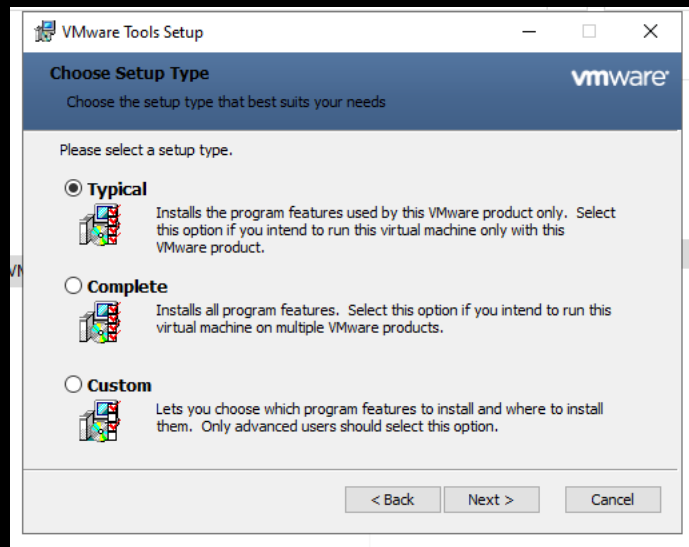 VMware Tools Setup
Choose Setup Type
vmware
Choose the setup type that best suits your needs
Please select a setup type.
Typical
Installs the program features used by this VMware product only. Select
this option if you intend to run this virtual machine only with this
VMware product.
Complete
Installs all program features. Select this option if you intend to run this
virtual machine on multiple VMware products.
Custom
Lets you choose which program features to install and where to install
them. Only advanced users should select this option.
< Back Next > Cancel